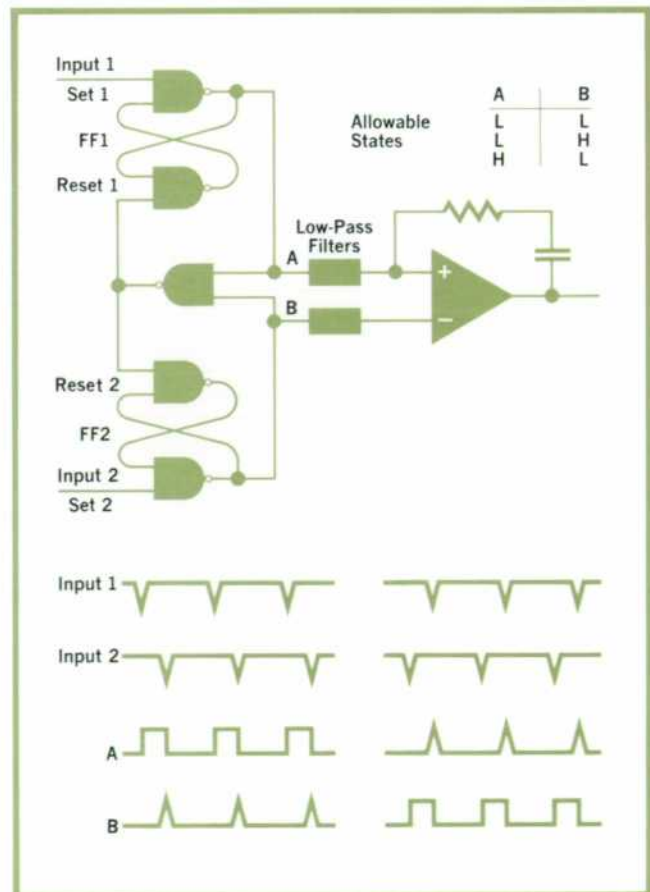 Input 1
Set 1
FF1
Reset 1
A B
Allowable L L
States L H
H L
Low-Pass
Filters
A
+
B
−
Reset 2
FF2
Input 2
Set 2
Input 1
Input 2
A
B